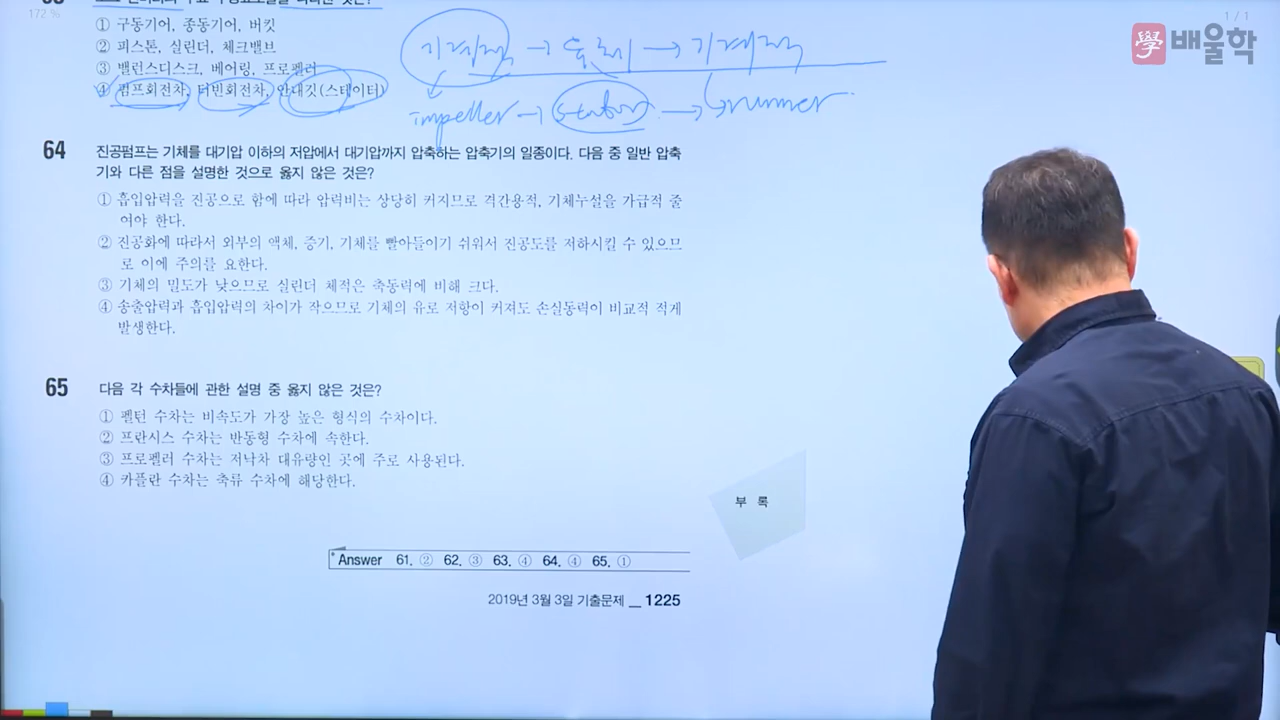 172 %
1 / 1
學 배울학
① 구동기어, 종동기어, 버킷
② 피스톤, 실린더, 체크밸브
③ 밸런스디스크, 베어링, 프로펠러
④ 펌프회전차, 터빈회전차, 안내깃(스테이터)
기계적 → 유체 → 기계적
impeller → stator → runner
64 진공펌프는 기체를 대기압 이하의 저압에서 대기압까지 압축하는 압축기의 일종이다. 다음 중 일반 압축
기와 다른 점을 설명한 것으로 옳지 않은 것은?
① 흡입압력을 진공으로 함에 따라 압력비는 상당히 커지므로 격간용적, 기체누설을 가급적 줄
여야 한다.
② 진공화에 따라서 외부의 액체, 증기, 기체를 빨아들이기 쉬워서 진공도를 저하시킬 수 있으므
로 이에 주의를 요한다.
③ 기체의 밀도가 낮으므로 실린더 체적은 축동력에 비해 크다.
④ 송출압력과 흡입압력의 차이가 작으므로 기체의 유로 저항이 커져도 손실동력이 비교적 적게
발생한다.
65 다음 각 수차들에 관한 설명 중 옳지 않은 것은?
① 펠턴 수차는 비속도가 가장 높은 형식의 수차이다.
② 프란시스 수차는 반동형 수차에 속한다.
③ 프로펠러 수차는 저낙차 대유량인 곳에 주로 사용된다.
④ 카플란 수차는 축류 수차에 해당한다.
부 록
Answer 61. ② 62. ③ 63. ④ 64. ④ 65. ①
2019년 3월 3일 기출문제 _ 1225